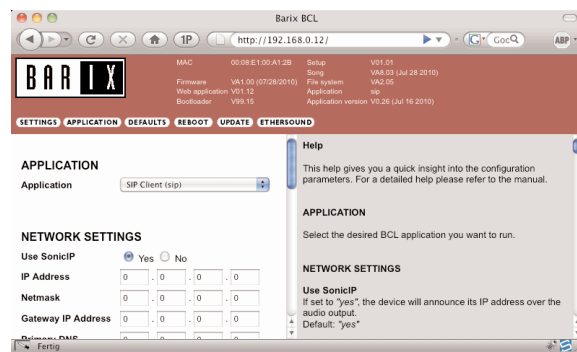 Barix BCL
1P
http://192.168.0.12/
G
ABP
BARIX
MAC 00:08:E1:00:A1:2B
Firmware VA1.00 (07/28/2010)
Web application V01.12
Bootloader V99.15
Setup V01.01
Song VA8.03 (Jul 28 2010)
File system VA2.05
Application sip
Application version V0.26 (Jul 16 2010)
SETTINGS APPLICATION DEFAULTS REBOOT UPDATE ETHERSOUND
APPLICATION
Application SIP Client (sip)
NETWORK SETTINGS
Use SonicIP Yes No
IP Address 0 . 0 . 0 . 0
Netmask 0 . 0 . 0 . 0
Gateway IP Address 0 . 0 . 0 . 0
Primary DNS
Help
This help gives you a quick insight into the configuration
parameters. For a detailed help please refer to the manual.
APPLICATION
Select the desired BCL application you want to run.
NETWORK SETTINGS
Use SonicIP
If set to "yes", the device will announce its IP address over the
audio output.
Default: "yes"
Fertig